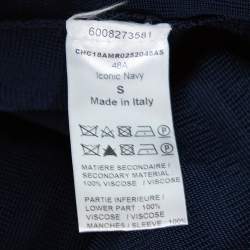 6008273581
CHC18AMR0252045AS
48A
Iconic Navy
S
Made in Italy
MATIERE SECONDAIRE /
SECONDARY MATERIAL
100% VISCOSE / VISCOSE
PARTIE INFERIEURE /
LOWER PART : 100%
VISCOSE / VISCOSE
MANCHES / SLEEVES : 100%